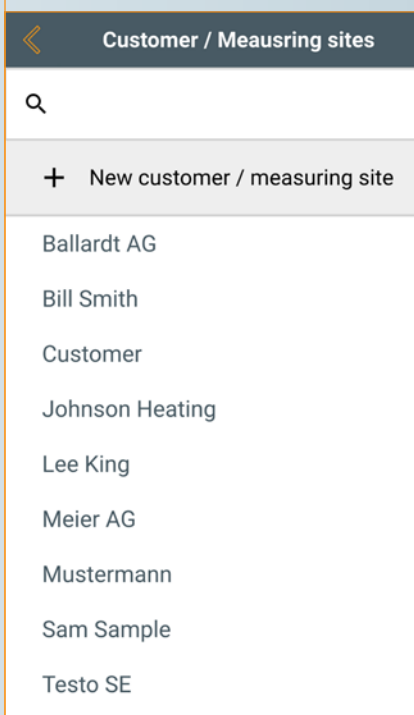 Customer / Meausring sites
New customer / measuring site
Ballardt AG
Bill Smith
Customer
Johnson Heating
Lee King
Meier AG
Mustermann
Sam Sample
Testo SE